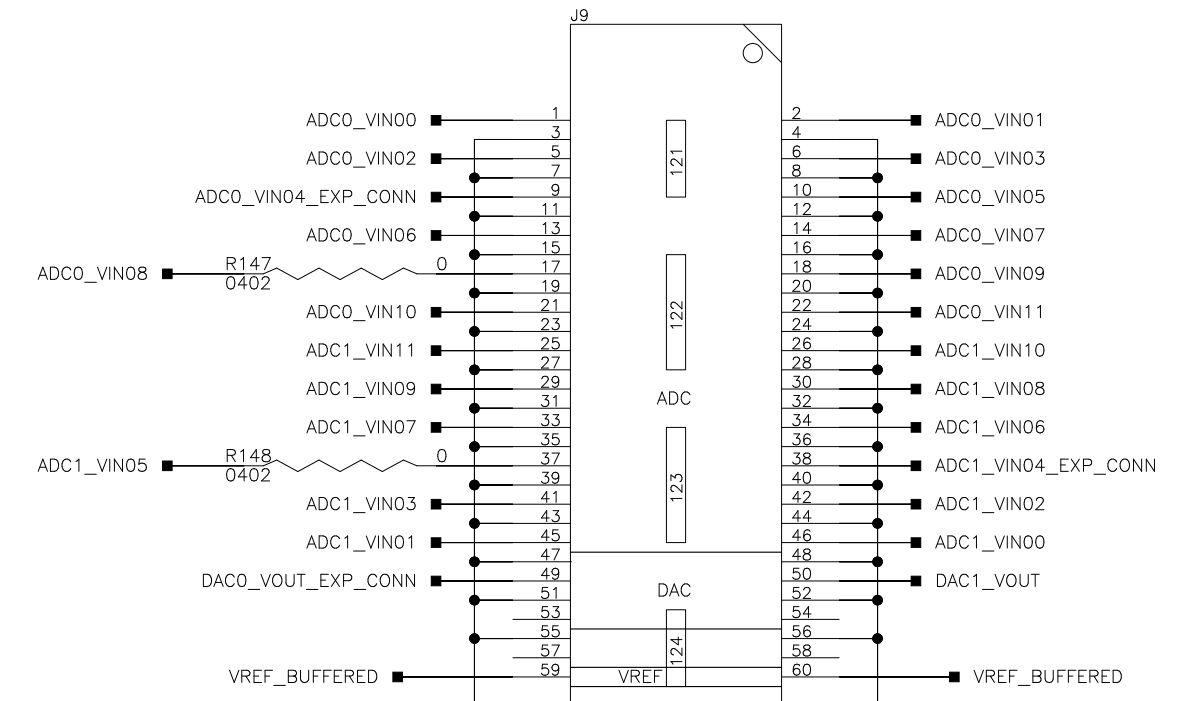 J9
ADC0_VIN00 1 2 ADC0_VIN01
3 4
ADC0_VIN02 5 6 ADC0_VIN03
7 121 8
ADC0_VIN04_EXP_CONN 9 10 ADC0_VIN05
11 12
ADC0_VIN06 13 14 ADC0_VIN07
15 16
ADC0_VIN08 R147 0 17 18 ADC0_VIN09
0402
19 20
ADC0_VIN10 21 122 22 ADC0_VIN11
23 24
ADC1_VIN11 25 26 ADC1_VIN10
27 28
ADC1_VIN09 29 30 ADC1_VIN08
ADC
31 32
ADC1_VIN07 33 34 ADC1_VIN06
35 36
ADC1_VIN05 R148 0 37 38 ADC1_VIN04_EXP_CONN
0402
39 123 40
ADC1_VIN03 41 42 ADC1_VIN02
43 44
ADC1_VIN01 45 46 ADC1_VIN00
47 48
DAC0_VOUT_EXP_CONN 49 50 DAC1_VOUT
DAC
51 52
53 54
55 124 56
57 58
VREF_BUFFERED 59 VREF 60 VREF_BUFFERED